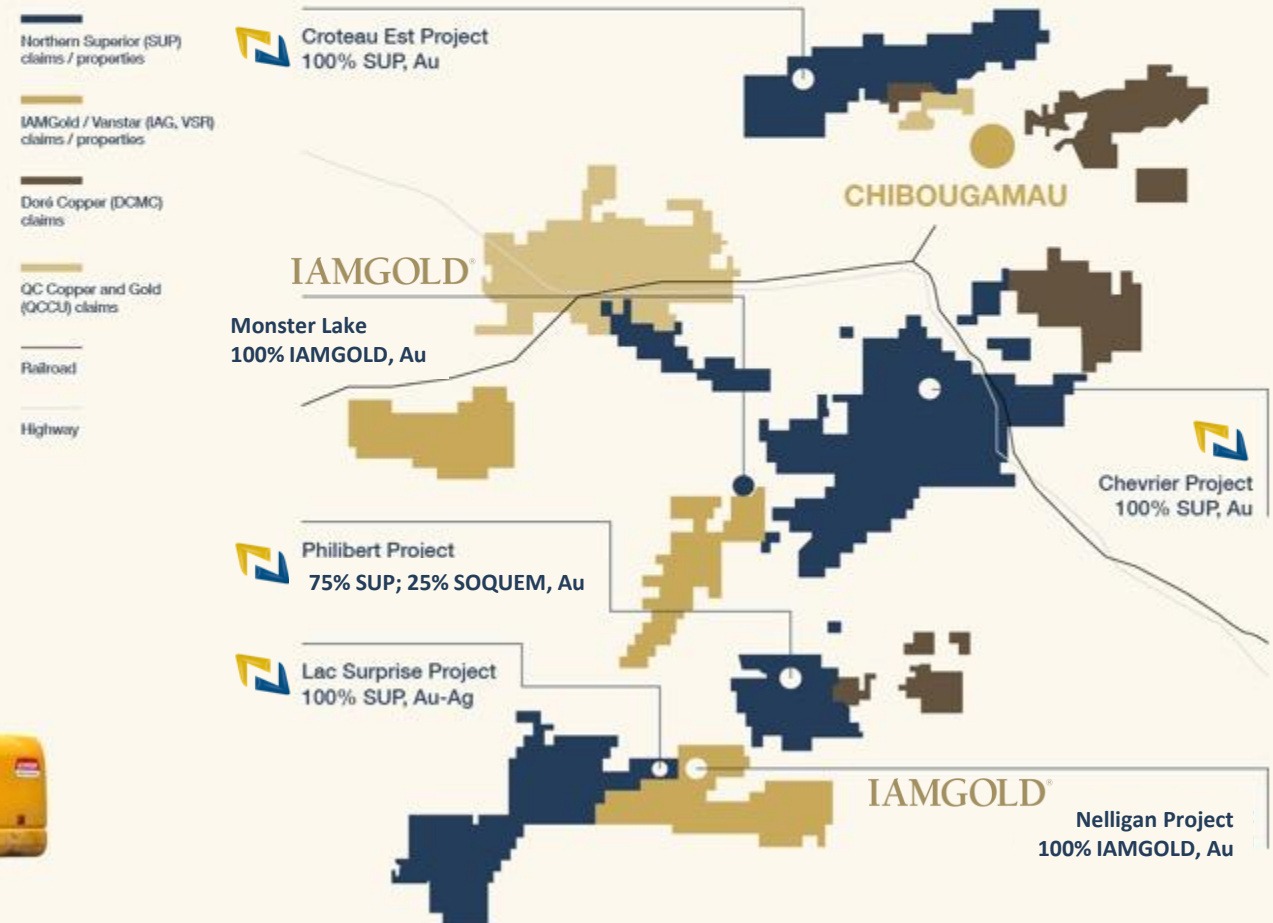 Northern Superior (SUP)
claims / properties
IAMGold / Vanstar (IAG, VSR)
claims / properties
Doré Copper (DCMC)
claims
QC Copper and Gold
(QCCU) claims
Railroad
Highway
Croteau Est Project
100% SUP, Au
CHIBOUGAMAU
IAMGOLD®
Monster Lake
100% IAMGOLD, Au
Chevrier Project
100% SUP, Au
Philibert Project
75% SUP; 25% SOQUEM, Au
Lac Surprise Project
100% SUP, Au-Ag
IAMGOLD®
Nelligan Project
100% IAMGOLD, Au